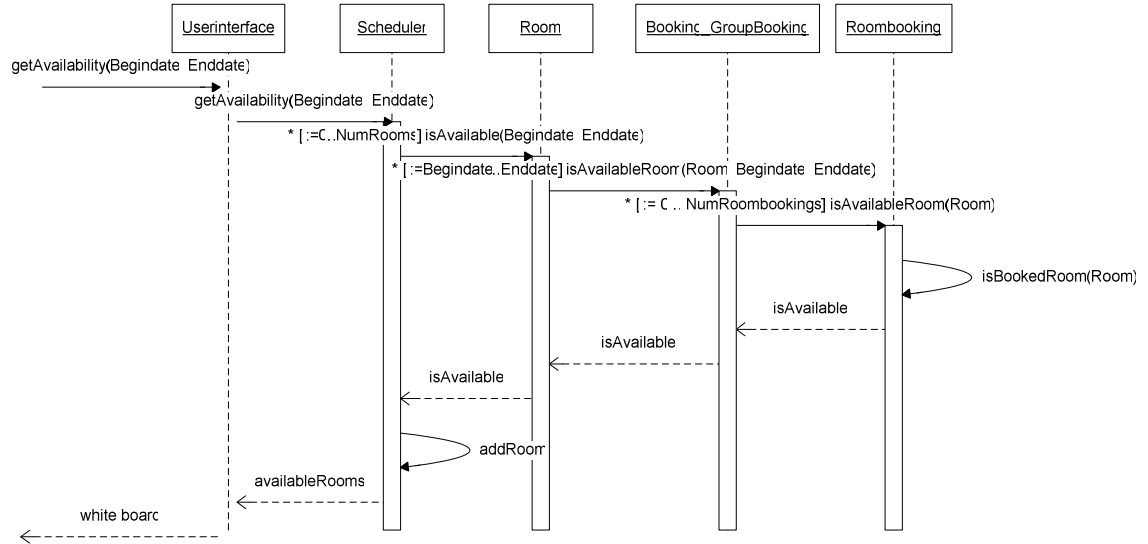 Userinterface
Scheduler
Room
Booking_GroupBooking
Roombooking
getAvailability(Begindate Enddate)
getAvailability(Begindate Enddate)
* [:=0..NumRooms] isAvailable(Begindate Enddate)
* [:=Begindate..Enddate] isAvailableRoom(Room Begindate Enddate)
* [:= 0 .. NumRoombookings] isAvailableRoom(Room)
isBookedRoom(Room)
isAvailable
isAvailable
isAvailable
addRoom
availableRooms
white board